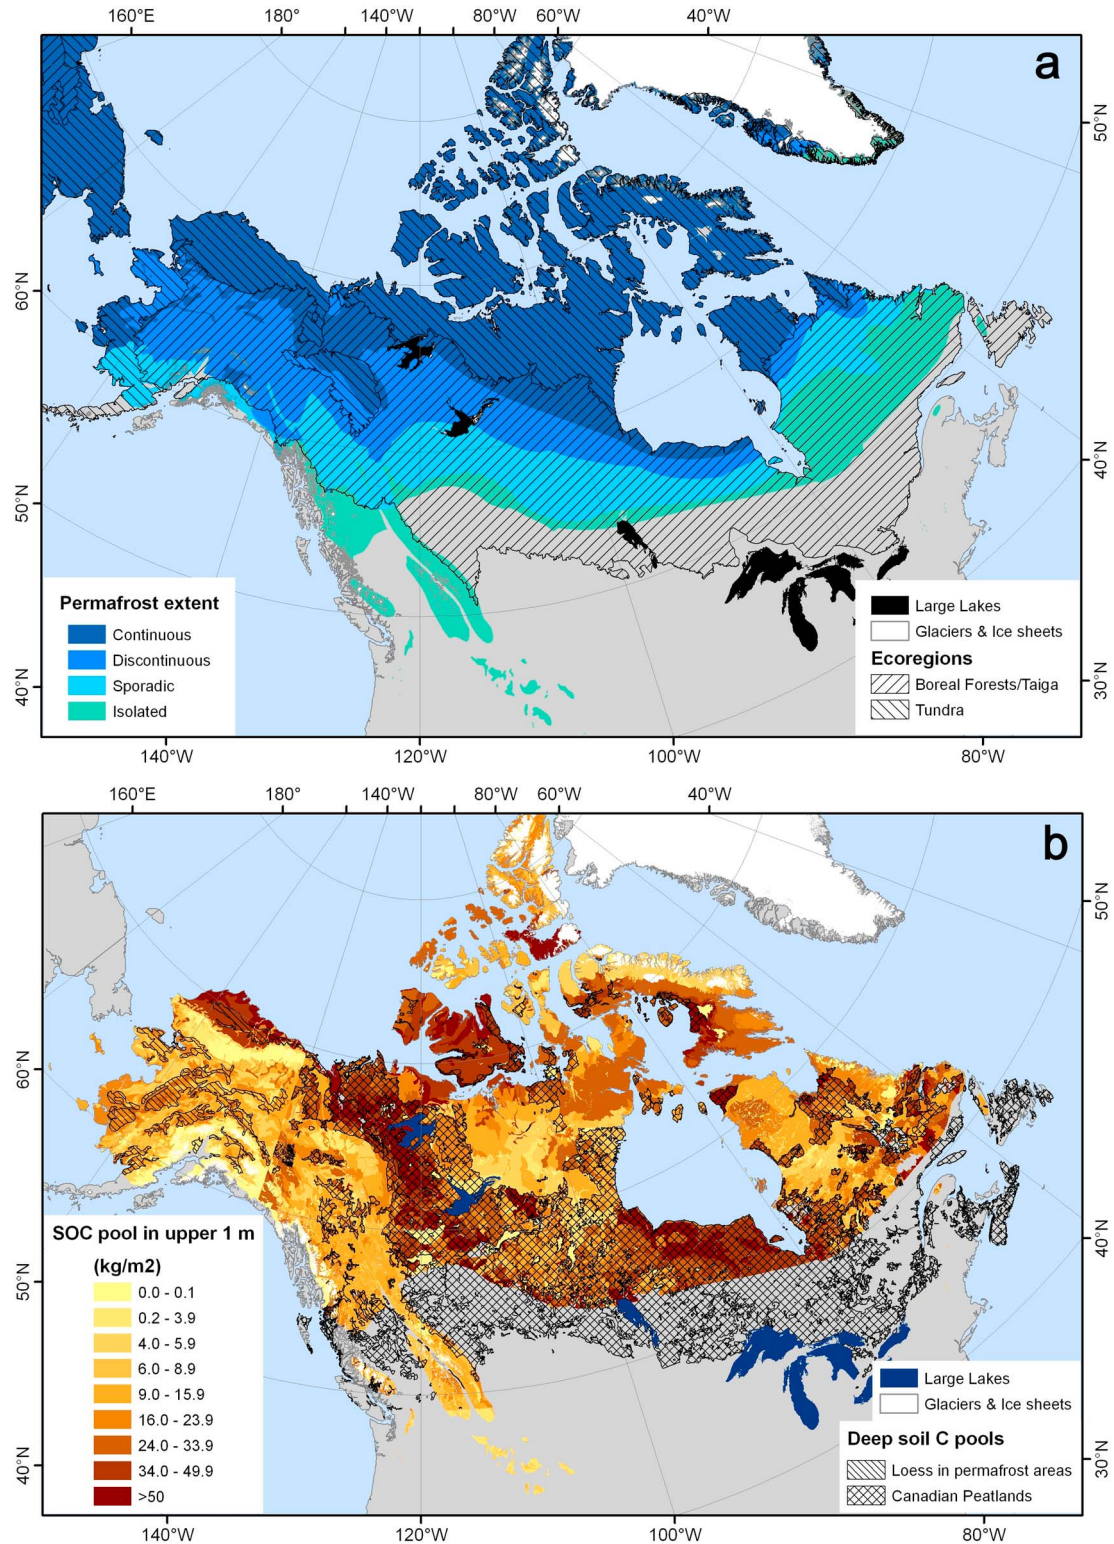 160°E 180° 140°W 80°W 60°W 40°W
a
50°N
60°N
40°N
50°N
Permafrost extent
Continuous
Discontinuous
Sporadic
Isolated
Large Lakes
Glaciers & Ice sheets
Ecoregions
Boreal Forests/Taiga
Tundra
40°N
30°N
140°W 120°W 100°W 80°W
160°E 180° 140°W 80°W 60°W 40°W
b
50°N
60°N
40°N
50°N
SOC pool in upper 1 m
(kg/m2)
0.0 - 0.1
0.2 - 3.9
4.0 - 5.9
6.0 - 8.9
9.0 - 15.9
16.0 - 23.9
24.0 - 33.9
34.0 - 49.9
>50
Large Lakes
Glaciers & Ice sheets
Deep soil C pools
Loess in permafrost areas
Canadian Peatlands
40°N
30°N
140°W 120°W 100°W 80°W